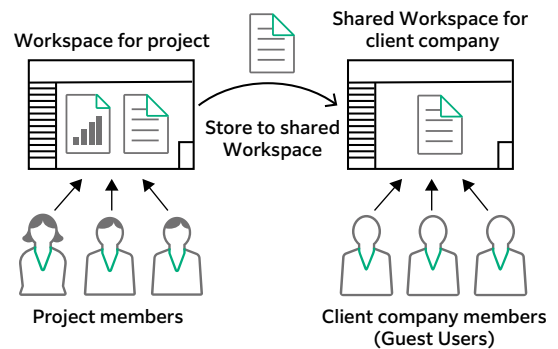 Workspace for project
Shared Workspace for
client company
Store to shared
Workspace
Project members
Client company members
(Guest Users)